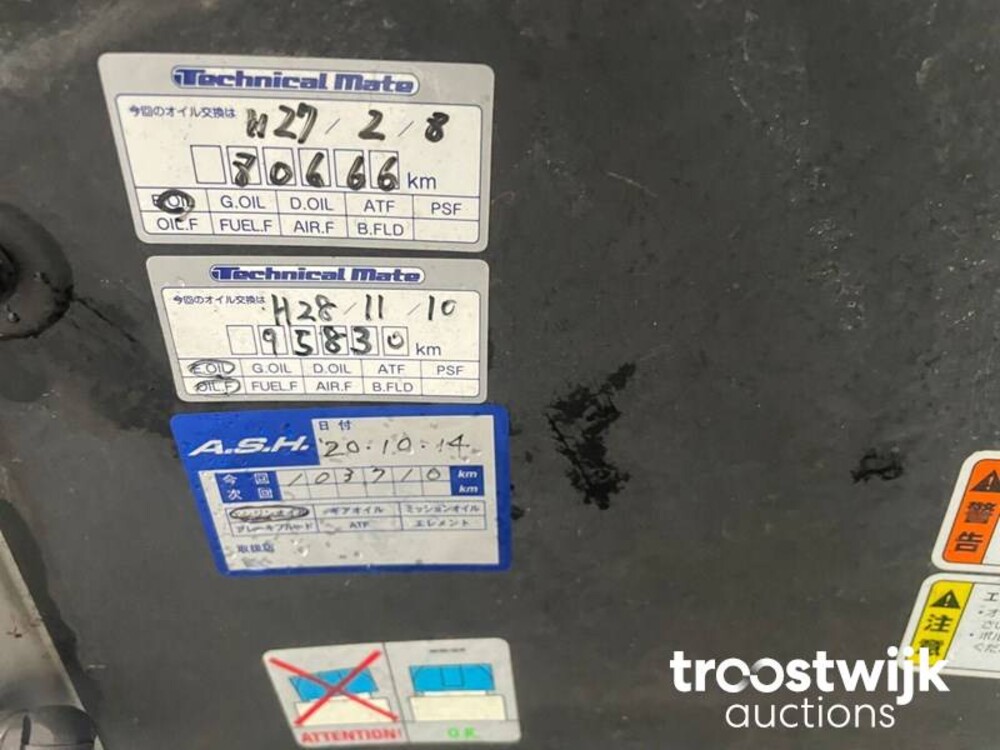 Technical Mate
今回のオイル交換は H27/2/8
80666 km
E.OIL G.OIL D.OIL ATF PSF
OIL.F FUEL.F AIR.F B.FLD
Technical Mate
今回のオイル交換は H28/11/10
95830 km
E.OIL G.OIL D.OIL ATF PSF
OIL.F FUEL.F AIR.F B.FLD
日付
A.S.H. '20.10.14
今回 103710 km
次回 km
エンジンオイル ギアオイル ミッションオイル
ブレーキフルード ATF エレメント
取扱店
警告
注意
ATTENTION!
O.K.
troostwijk
auctions